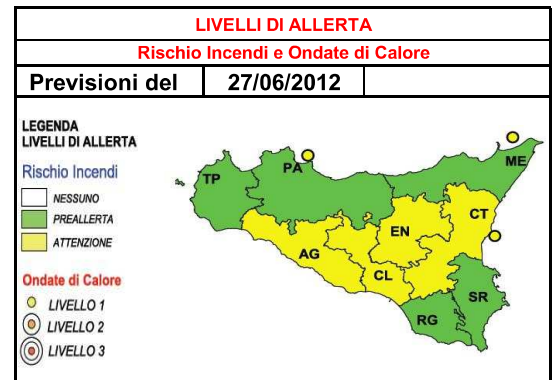 LIVELLI DI ALLERTA
Rischio Incendi e Ondate di Calore
Previsioni del 27/06/2012
LEGENDA
LIVELLI DI ALLERTA
Rischio Incendi
NESSUNO
PREALLERTA
ATTENZIONE
Ondate di Calore
LIVELLO 1
LIVELLO 2
LIVELLO 3
TP
PA
ME
AG
EN
CT
CL
RG
SR